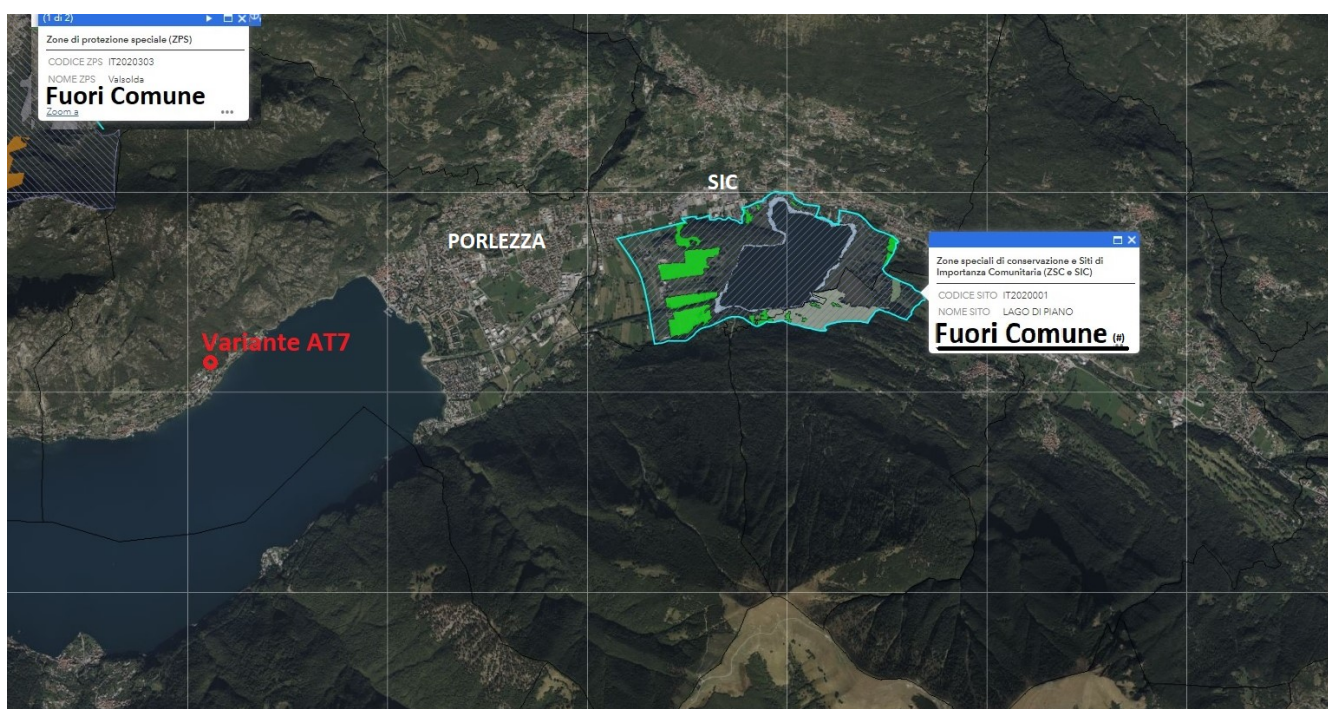 (1 di 2)
Zone di protezione speciale (ZPS)
CODICE ZPS IT2020303
NOME ZPS Valsolda
Fuori Comune
Zoom a
SIC
PORLEZZA
Zone speciali di conservazione e Siti di
Importanza Comunitaria (ZSC e SIC)
CODICE SITO IT2020001
NOME SITO LAGO DI PIANO
Fuori Comune (#)
Variante AT7